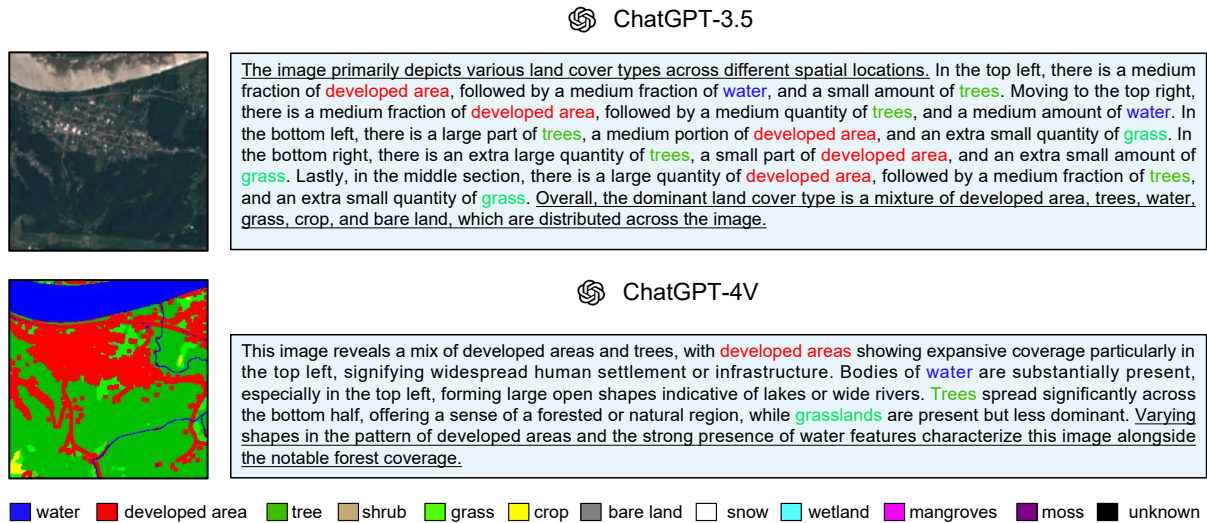 ChatGPT-3.5
The image primarily depicts various land cover types across different spatial locations. In the top left, there is a medium
fraction of developed area, followed by a medium fraction of water, and a small amount of trees. Moving to the top right,
there is a medium fraction of developed area, followed by a medium quantity of trees, and a medium amount of water. In
the bottom left, there is a large part of trees, a medium portion of developed area, and an extra small quantity of grass. In
the bottom right, there is an extra large quantity of trees, a small part of developed area, and an extra small amount of
grass. Lastly, in the middle section, there is a large quantity of developed area, followed by a medium fraction of trees,
and an extra small quantity of grass. Overall, the dominant land cover type is a mixture of developed area, trees, water,
grass, crop, and bare land, which are distributed across the image.
ChatGPT-4V
This image reveals a mix of developed areas and trees, with developed areas showing expansive coverage particularly in
the top left, signifying widespread human settlement or infrastructure. Bodies of water are substantially present,
especially in the top left, forming large open shapes indicative of lakes or wide rivers. Trees spread significantly across
the bottom half, offering a sense of a forested or natural region, while grasslands are present but less dominant. Varying
shapes in the pattern of developed areas and the strong presence of water features characterize this image alongside
the notable forest coverage.
water developed area tree shrub grass crop bare land snow wetland mangroves moss unknown